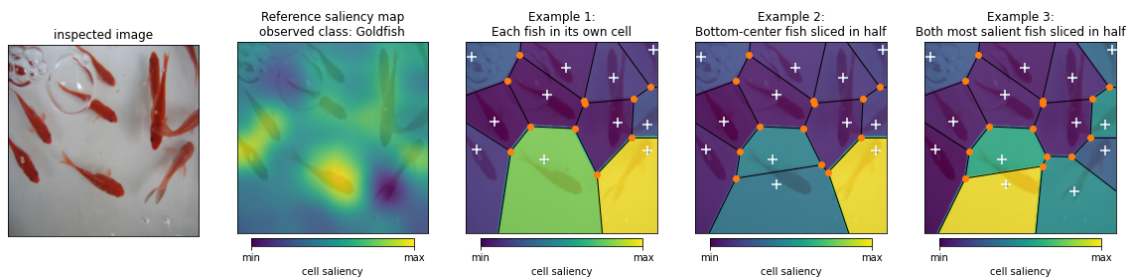 inspected image
Reference saliency map
observed class: Goldfish
Example 1:
Each fish in its own cell
Example 2:
Bottom-center fish sliced in half
Example 3:
Both most salient fish sliced in half
min
max
cell saliency
min
max
cell saliency
min
max
cell saliency
min
max
cell saliency